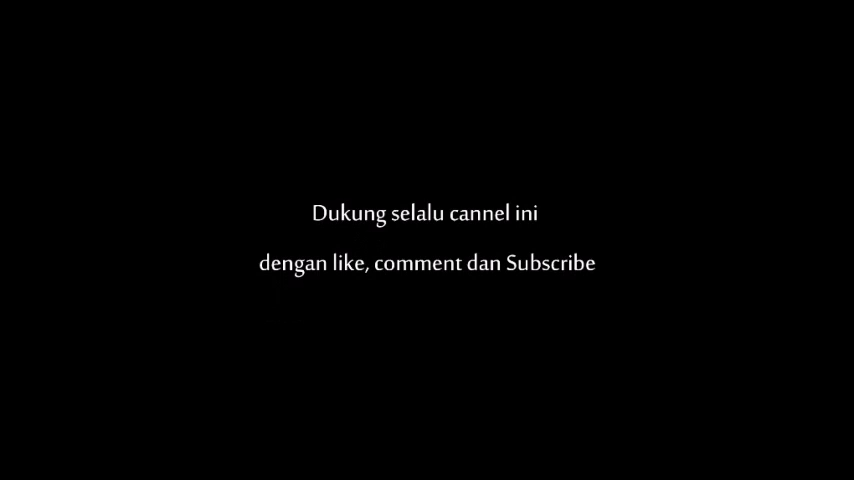 Dukung selalu cannel ini
dengan like, comment dan Subscribe